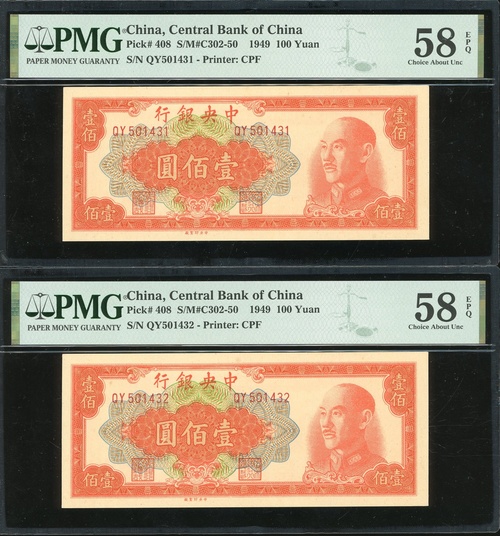 PMG
PAPER MONEY GUARANTY
China, Central Bank of China
Pick# 408 S/M#C302-50 1949 100 Yuan
S/N QY501431 - Printer: CPF
58 EPQ
Choice About Unc
行銀央中
QY501431 QY501431
壹佰
圓佰壹
佰壹 佰壹
PMG
PAPER MONEY GUARANTY
China, Central Bank of China
Pick# 408 S/M#C302-50 1949 100 Yuan
S/N QY501432 - Printer: CPF
58 EPQ
Choice About Unc
行銀央中
QY501432 QY501432
壹佰
圓佰壹
佰壹 佰壹